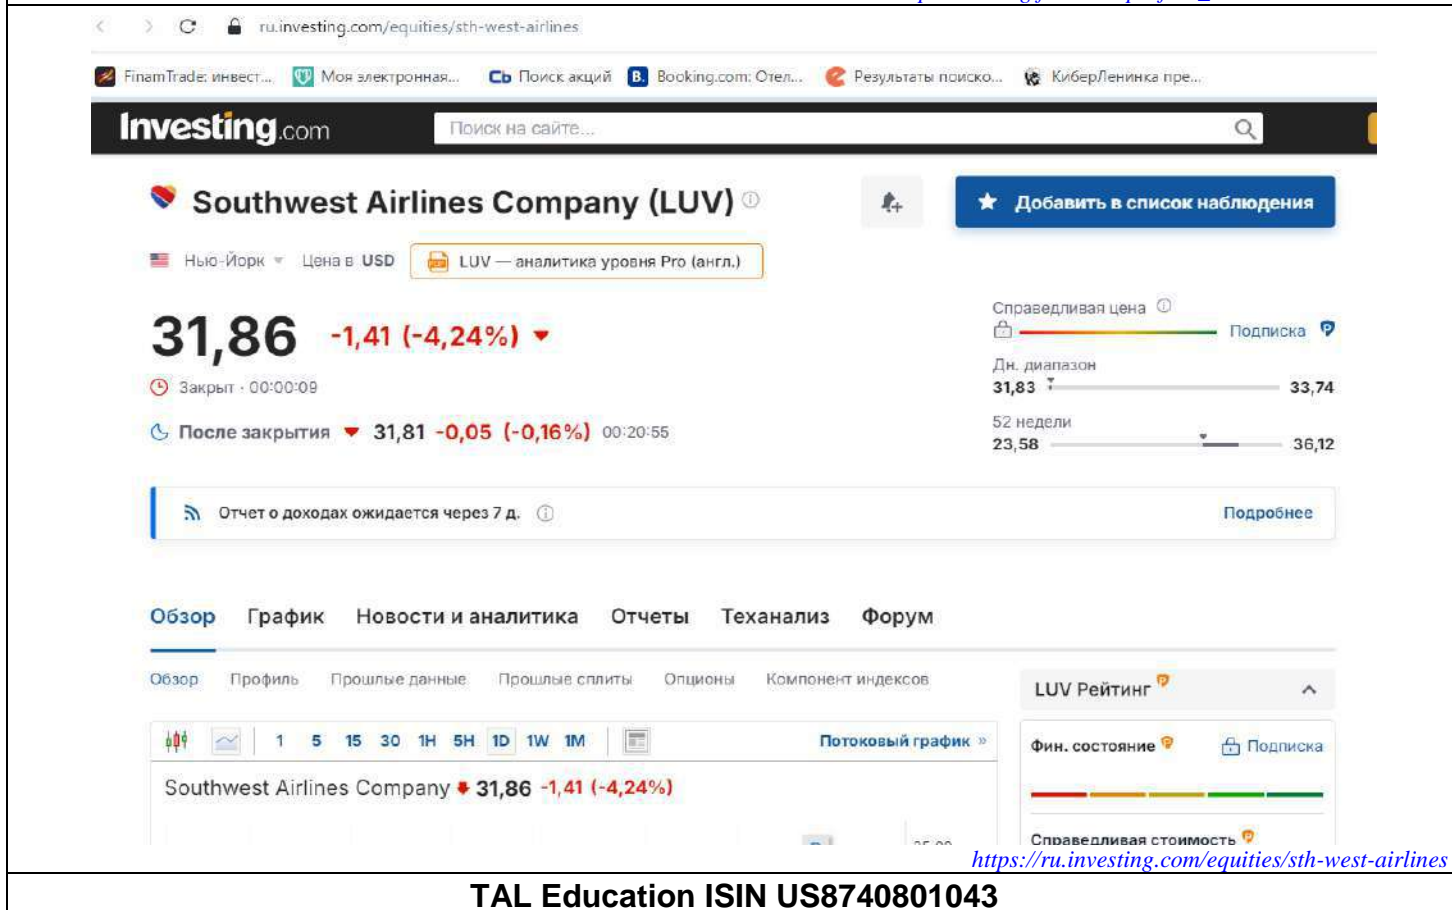 ru.investing.com/equities/sth-west-airlines
FinamTrade: инвест... Моя электронная... Сь Поиск акций B. Booking.com: Отел... Результаты поиско... КиберЛенинка пре...
Investing.com Поиск на сайте...
Southwest Airlines Company (LUV) Добавить в список наблюдения
Нью-Йорк Цена в USD LUV — аналитика уровня Pro (англ.)
31,86 -1,41 (-4,24%)
Справедливая цена
Подписка
Закрыт · 00:00:09
Дн. диапазон
31,83 33,74
После закрытия 31,81 -0,05 (-0,16%) 00:20:55
52 недели
23,58 36,12
Отчет о доходах ожидается через 7 д. Подробнее
Обзор График Новости и аналитика Отчеты Теханализ Форум
Обзор Профиль Прошлые данные Прошлые сплиты Опционы Компонент индексов
LUV Рейтинг
1 5 15 30 1H 5H 1D 1W 1M Потоковый график »
Фин. состояние Подписка
Southwest Airlines Company 31,86 -1,41 (-4,24%)
Справедливая стоимость
https://ru.investing.com/equities/sth-west-airlines
TAL Education ISIN US8740801043